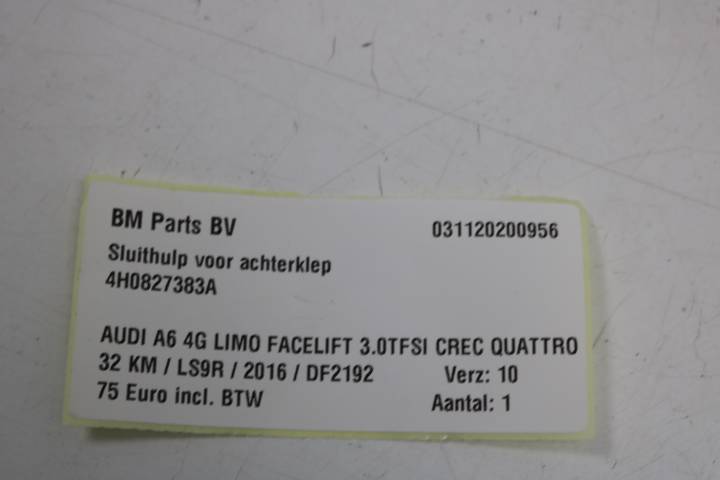 BM Parts BV 031120200956
Sluithulp voor achterklep
4H0827383A
AUDI A6 4G LIMO FACELIFT 3.0TFSI CREC QUATTRO
32 KM / LS9R / 2016 / DF2192 Verz: 10
75 Euro incl. BTW Aantal: 1